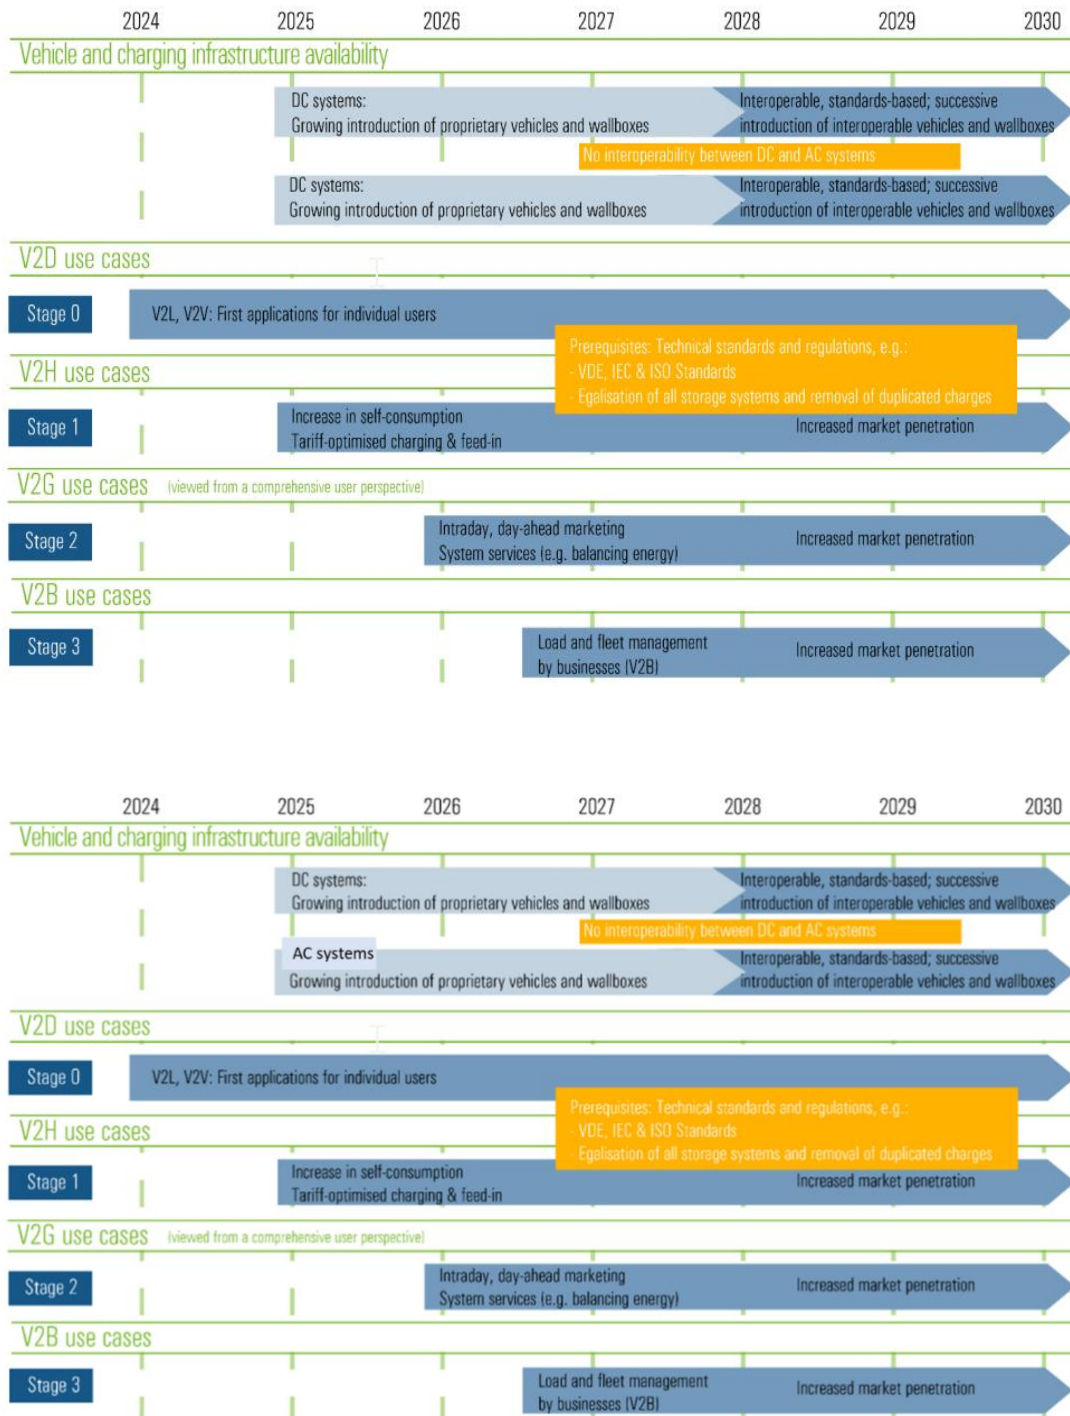 2024 2025 2026 2027 2028 2029 2030
Vehicle and charging infrastructure availability
DC systems:
Growing introduction of proprietary vehicles and wallboxes
Interoperable, standards-based; successive
introduction of interoperable vehicles and wallboxes
No interoperability between DC and AC systems
DC systems:
Growing introduction of proprietary vehicles and wallboxes
Interoperable, standards-based; successive
introduction of interoperable vehicles and wallboxes
V2D use cases
Stage 0
V2L, V2V: First applications for individual users
Prerequisites: Technical standards and regulations, e.g.:
- VDE, IEC & ISO Standards
- Egalisation of all storage systems and removal of duplicated charges
V2H use cases
Stage 1
Increase in self-consumption
Tariff-optimised charging & feed-in
Increased market penetration
V2G use cases (viewed from a comprehensive user perspective)
Stage 2
Intraday, day-ahead marketing
System services (e.g. balancing energy)
Increased market penetration
V2B use cases
Stage 3
Load and fleet management
by businesses (V2B)
Increased market penetration
2024 2025 2026 2027 2028 2029 2030
Vehicle and charging infrastructure availability
DC systems:
Growing introduction of proprietary vehicles and wallboxes
Interoperable, standards-based; successive
introduction of interoperable vehicles and wallboxes
No interoperability between DC and AC systems
AC systems
Growing introduction of proprietary vehicles and wallboxes
Interoperable, standards-based; successive
introduction of interoperable vehicles and wallboxes
V2D use cases
Stage 0
V2L, V2V: First applications for individual users
Prerequisites: Technical standards and regulations, e.g.:
- VDE, IEC & ISO Standards
- Egalisation of all storage systems and removal of duplicated charges
V2H use cases
Stage 1
Increase in self-consumption
Tariff-optimised charging & feed-in
Increased market penetration
V2G use cases (viewed from a comprehensive user perspective)
Stage 2
Intraday, day-ahead marketing
System services (e.g. balancing energy)
Increased market penetration
V2B use cases
Stage 3
Load and fleet management
by businesses (V2B)
Increased market penetration